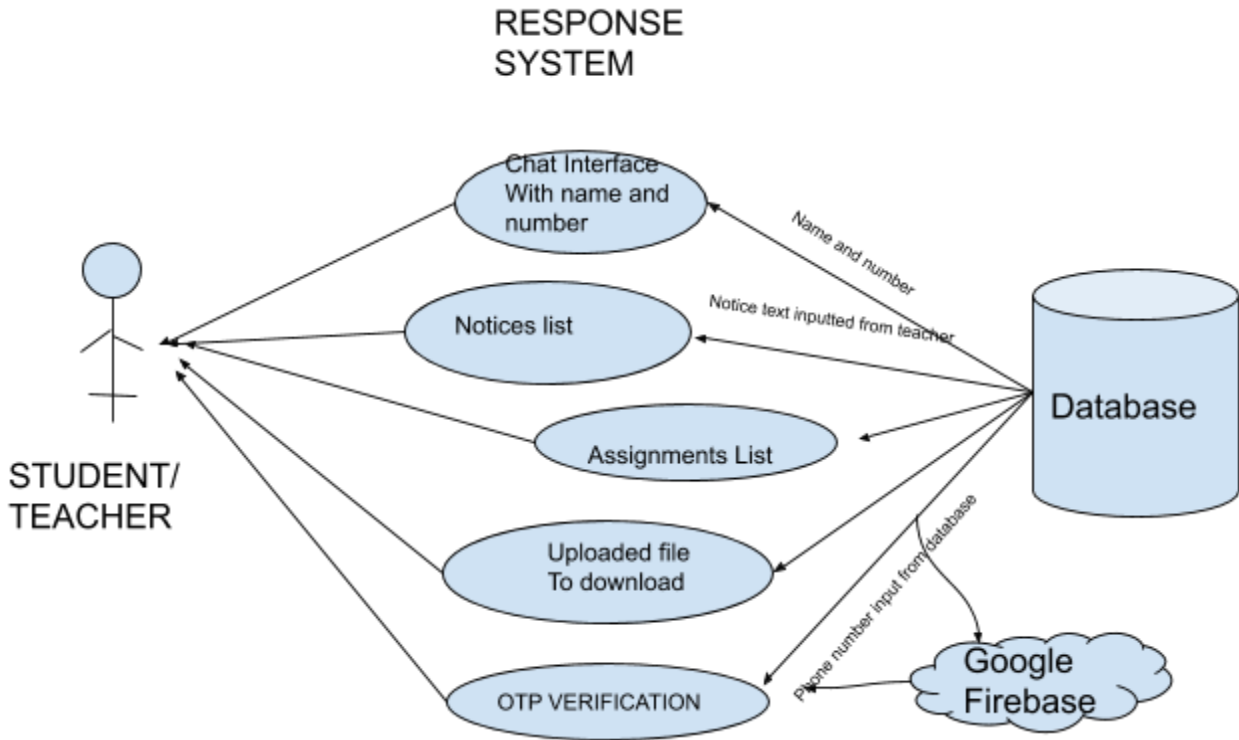 RESPONSE
SYSTEM
Chat Interface
With name and
number
Name and number
Notices list
Notice text inputted from teacher
Database
Assignments List
STUDENT/
TEACHER
Uploaded file
To download
Phone number input from database
Google
Firebase
OTP VERIFICATION